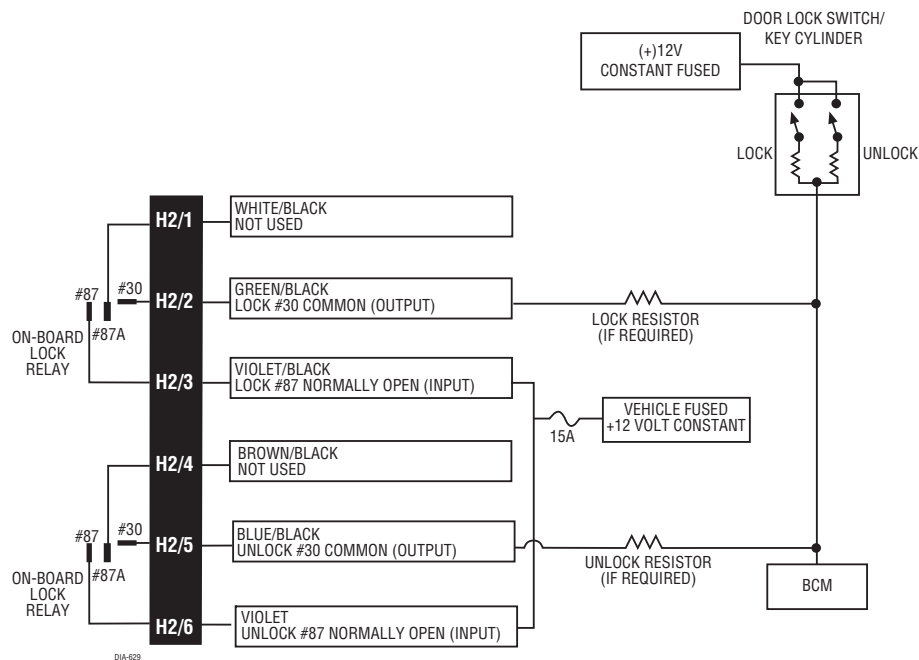 DOOR LOCK SWITCH/
KEY CYLINDER
(+)12V
CONSTANT FUSED
LOCK
UNLOCK
H2/1
WHITE/BLACK
NOT USED
#87
#30
#87A
ON-BOARD
LOCK
RELAY
H2/2
GREEN/BLACK
LOCK #30 COMMON (OUTPUT)
LOCK RESISTOR
(IF REQUIRED)
H2/3
VIOLET/BLACK
LOCK #87 NORMALLY OPEN (INPUT)
15A
VEHICLE FUSED
+12 VOLT CONSTANT
H2/4
BROWN/BLACK
NOT USED
#87
#30
#87A
ON-BOARD
LOCK
RELAY
H2/5
BLUE/BLACK
UNLOCK #30 COMMON (OUTPUT)
UNLOCK RESISTOR
(IF REQUIRED)
BCM
H2/6
VIOLET
UNLOCK #87 NORMALLY OPEN (INPUT)
DIA-629